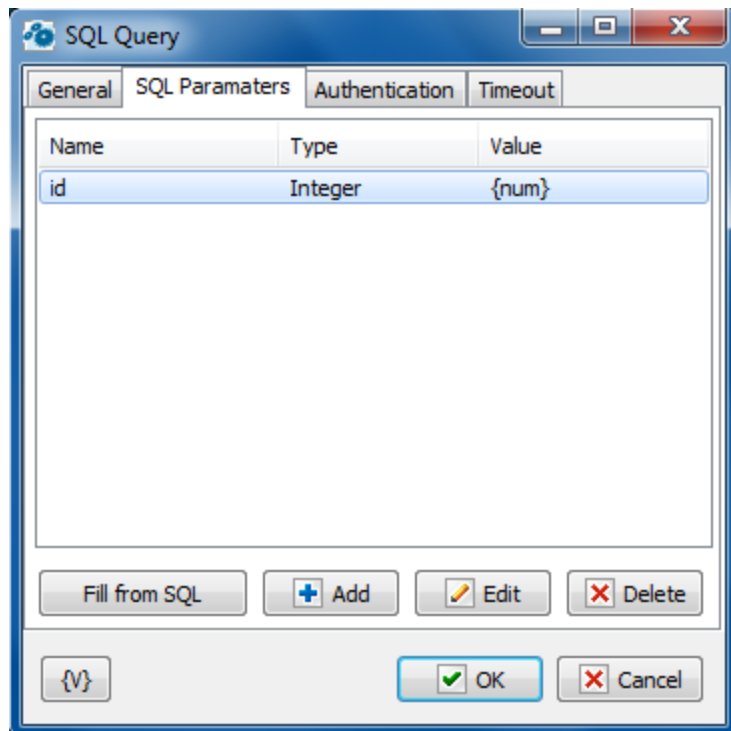 SQL Query
General SQL Paramaters Authentication Timeout
Name Type Value
id Integer {num}
Fill from SQL Add Edit Delete
{V} OK Cancel